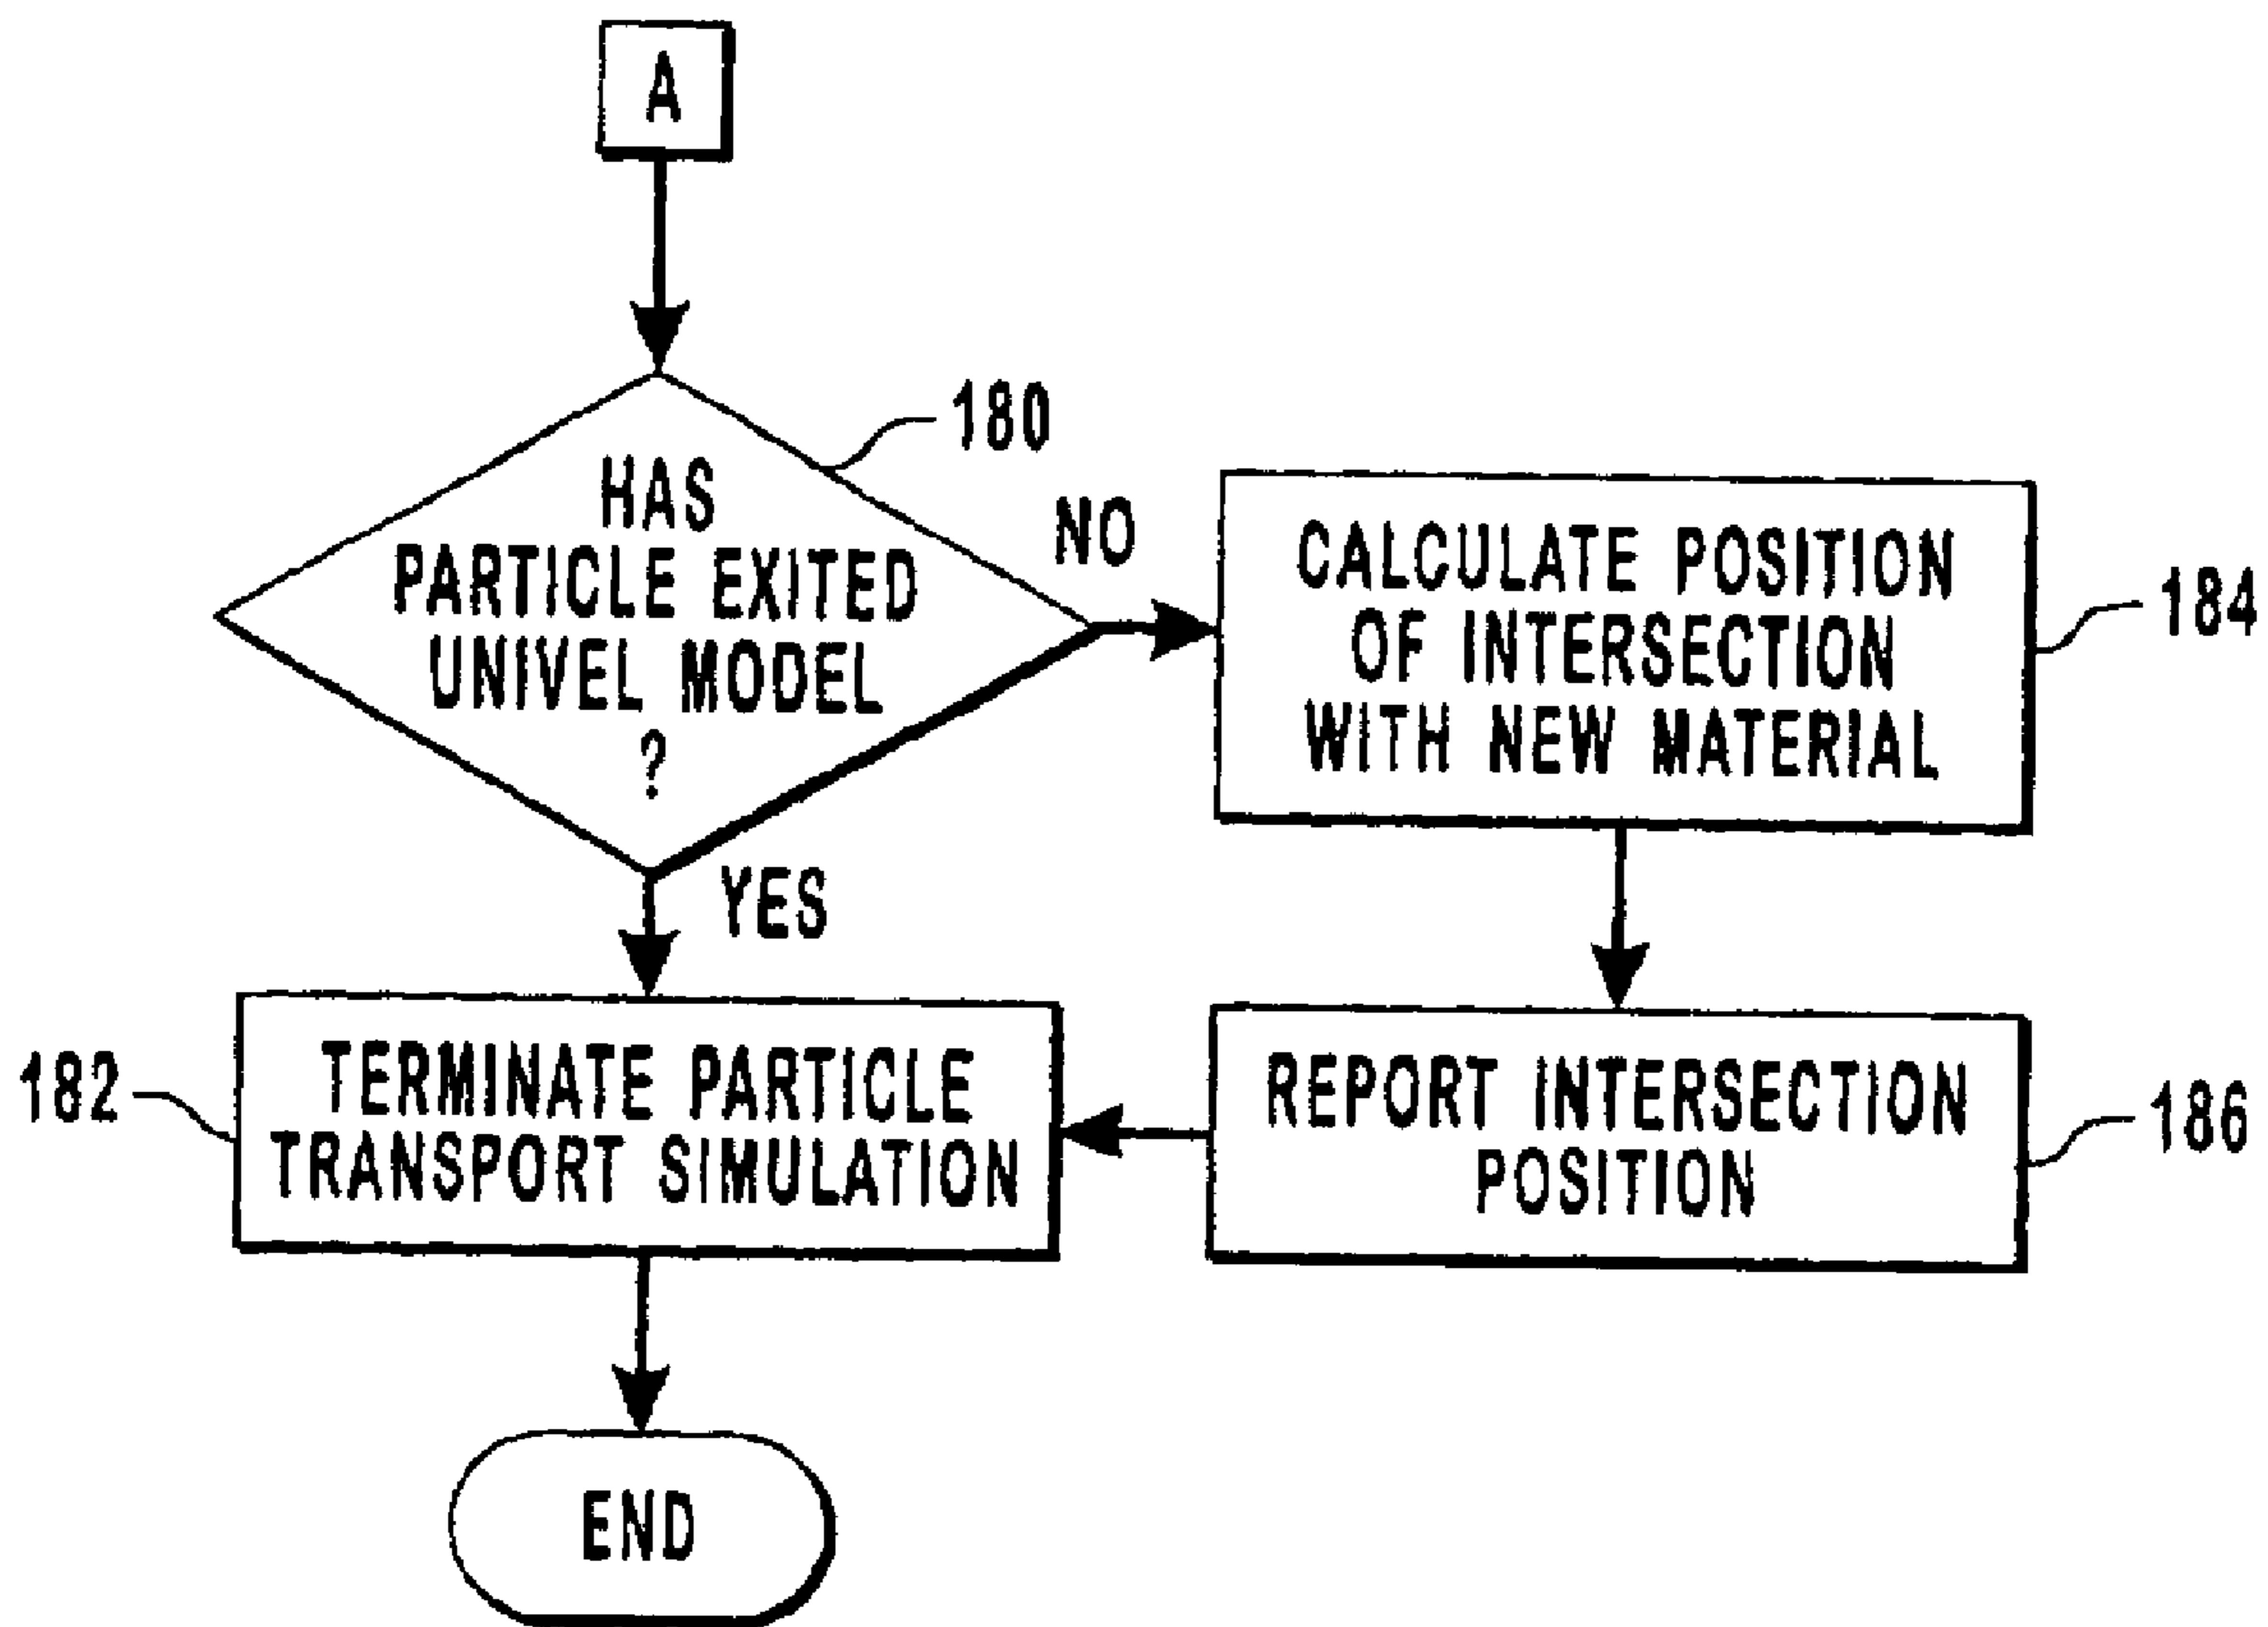 A
180
HAS
PARTICLE EXITED
UNIVEL MODEL
?
NO
YES
CALCULATE POSITION
OF INTERSECTION
WITH NEW MATERIAL
184
182
TERMINATE PARTICLE
TRANSPORT SIMULATION
REPORT INTERSECTION
POSITION
186
END